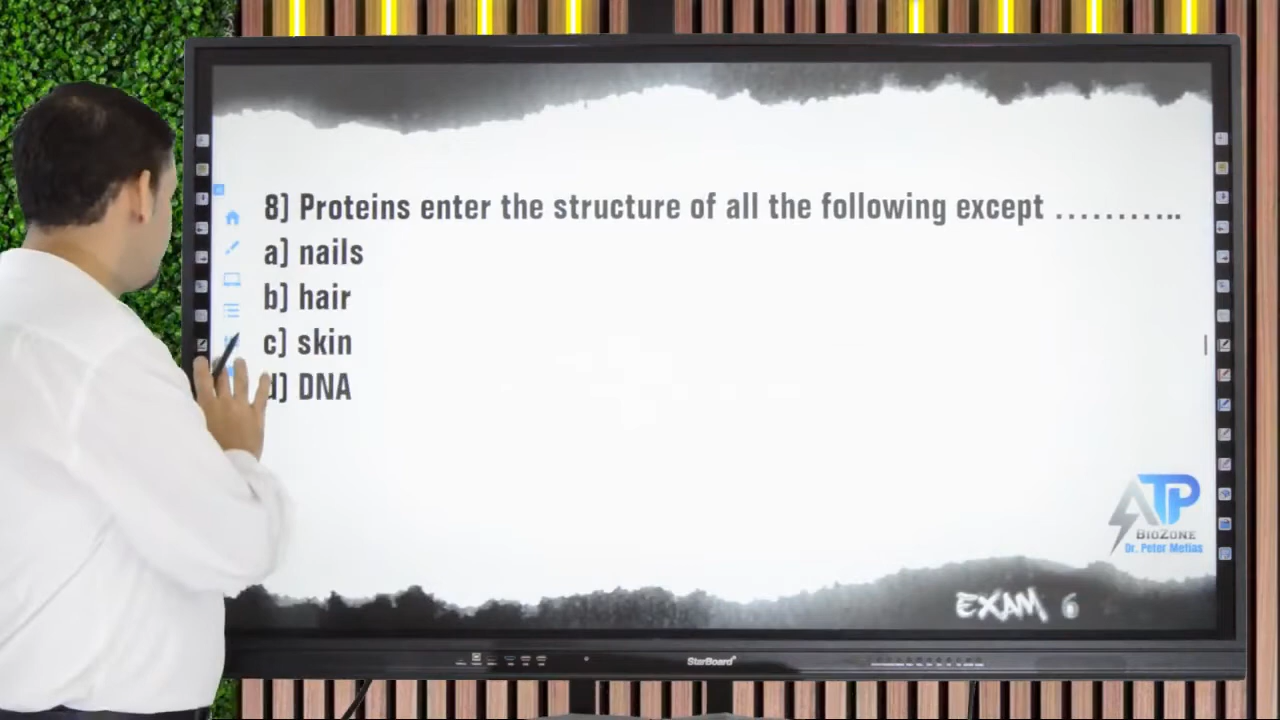 8] Proteins enter the structure of all the following except ...........
a] nails
b] hair
c] skin
d] DNA
ATP
BIOZONE
Dr. Peter Metias
EXAM 6
StarBoard